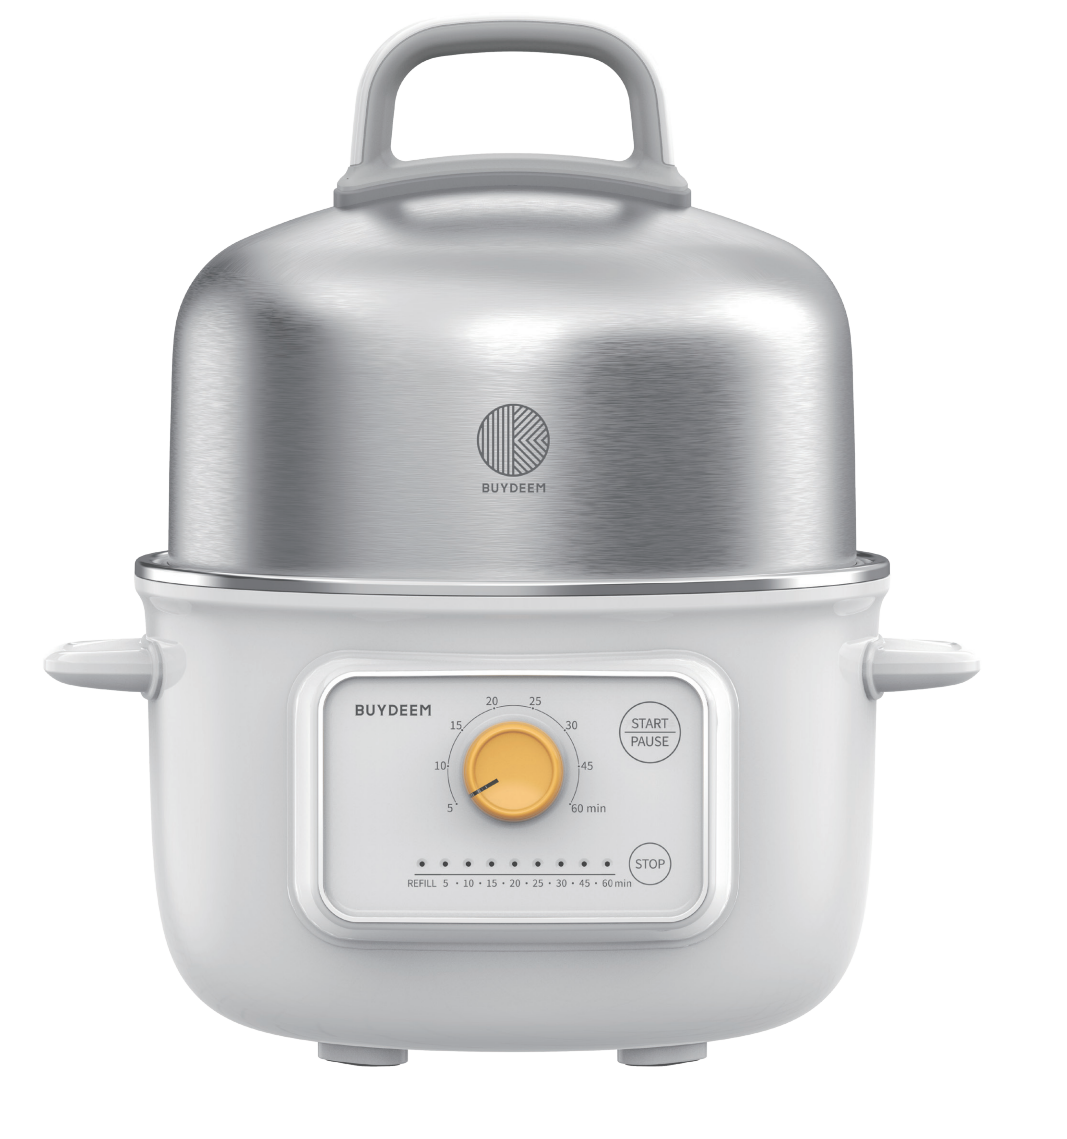 BUYDEEM
BUYDEEM
20 25
15 30
10 45
5 60 min
START
PAUSE
STOP
REFILL 5 • 10 • 15 • 20 • 25 • 30 • 45 • 60 min